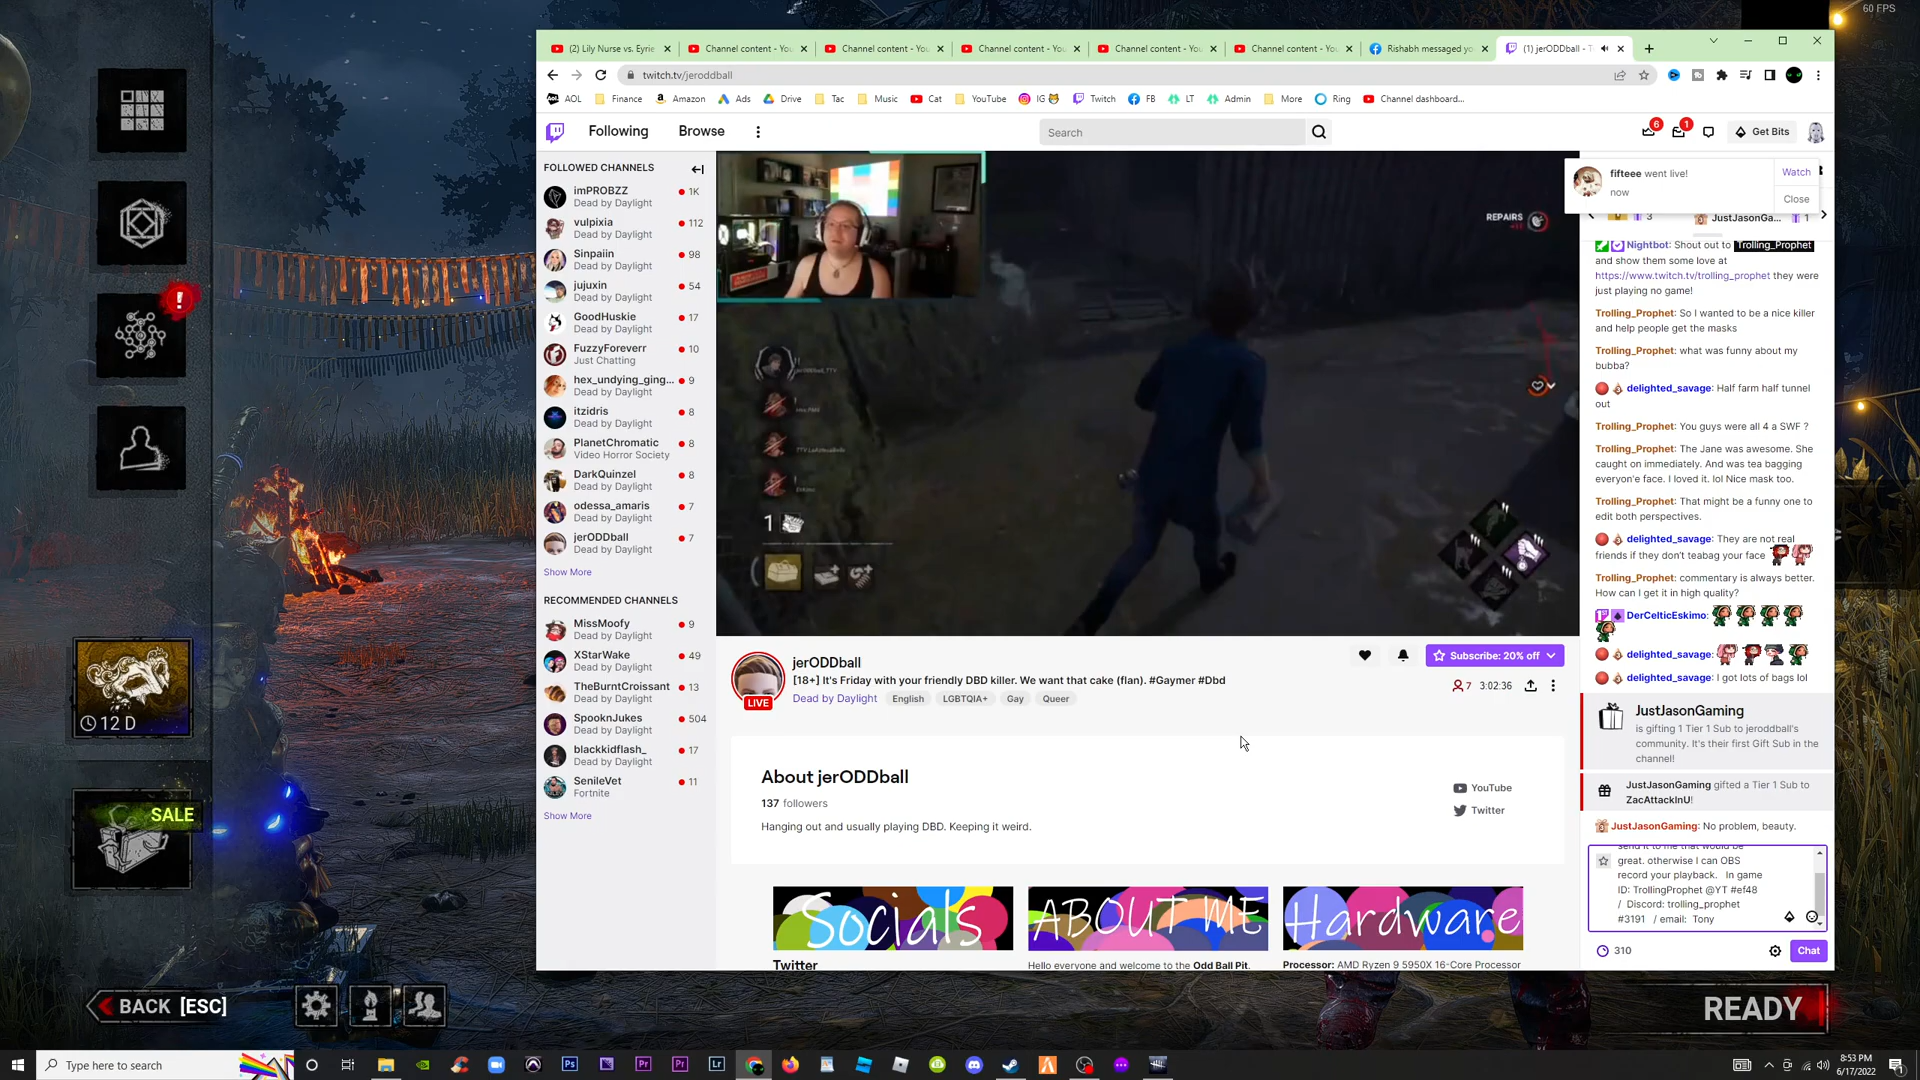 60 FPS
(2) Lily Nurse vs. Eyrie
Channel content - You
Channel content - You
Channel content - You
Channel content - You
Channel content - You
Rishabh messaged yo
(1) jerODDball - T
twitch.tv/jeroddball
AOL
Finance
Amazon
Ads
Drive
Tac
Music
Cat
YouTube
IG
Twitch
FB
LT
Admin
More
Ring
Channel dashboard...
Following
Browse
Search
6
1
Get Bits
FOLLOWED CHANNELS
imPROBZZ
Dead by Daylight
1K
vulpixia
Dead by Daylight
112
Sinpaiin
Dead by Daylight
98
jujuxin
Dead by Daylight
54
GoodHuskie
Dead by Daylight
17
FuzzyForeverr
Just Chatting
10
hex_undying_ging...
Dead by Daylight
9
itzidris
Dead by Daylight
8
PlanetChromatic
Video Horror Society
8
DarkQuinzel
Dead by Daylight
8
odessa_amaris
Dead by Daylight
7
jerODDball
Dead by Daylight
7
Show More
RECOMMENDED CHANNELS
MissMoofy
Dead by Daylight
9
XStarWake
Dead by Daylight
49
TheBurntCroissant
Dead by Daylight
13
SpooknJukes
Dead by Daylight
504
blackkidflash_
Dead by Daylight
17
SenileVet
Fortnite
11
Show More
REPAIRS
1
jerODDball
LIVE
[18+] It's Friday with your friendly DBD killer. We want that cake (flan). #Gaymer #Dbd
Dead by Daylight
English
LGBTQIA+
Gay
Queer
Subscribe: 20% off
7
3:02:36
About jerODDball
137 followers
Hanging out and usually playing DBD. Keeping it weird.
YouTube
Twitter
Socials
ABOUT ME
Hardware
Twitter
Hello everyone and welcome to the Odd Ball Pit.
Processor: AMD Ryzen 9 5950X 16-Core Processor
fifteee went live!
now
Watch
Close
3
JustJasonGa...
1
Nightbot: Shout out to Trolling_Prophet
and show them some love at
https://www.twitch.tv/trolling_prophet they were
just playing no game!
Trolling_Prophet: So I wanted to be a nice killer
and help people get the masks
Trolling_Prophet: what was funny about my
bubba?
delighted_savage: Half farm half tunnel
out
Trolling_Prophet: You guys were all 4 a SWF ?
Trolling_Prophet: The Jane was awesome. She
caught on immediately. And was tea bagging
everyon'e face. I loved it. lol Nice mask too.
Trolling_Prophet: That might be a funny one to
edit both perspectives.
delighted_savage: They are not real
friends if they don't teabag your face
Trolling_Prophet: commentary is always better.
How can I get it in high quality?
DerCelticEskimo:
delighted_savage:
delighted_savage: I got lots of bags lol
JustJasonGaming
is gifting 1 Tier 1 Sub to jeroddball's
community. It's their first Gift Sub in the
channel!
JustJasonGaming gifted a Tier 1 Sub to
ZacAttackInU!
JustJasonGaming: No problem, beauty.
send it to me that would be
great. otherwise I can OBS
record your playback. In game
ID: TrollingProphet @YT #ef48
/ Discord: trolling_prophet
#3191 / email: Tony
310
Chat
12 D
SALE
BACK [ESC]
READY
Type here to search
Ps
Pr
Pr
Lr
8:53 PM
6/17/2022
1